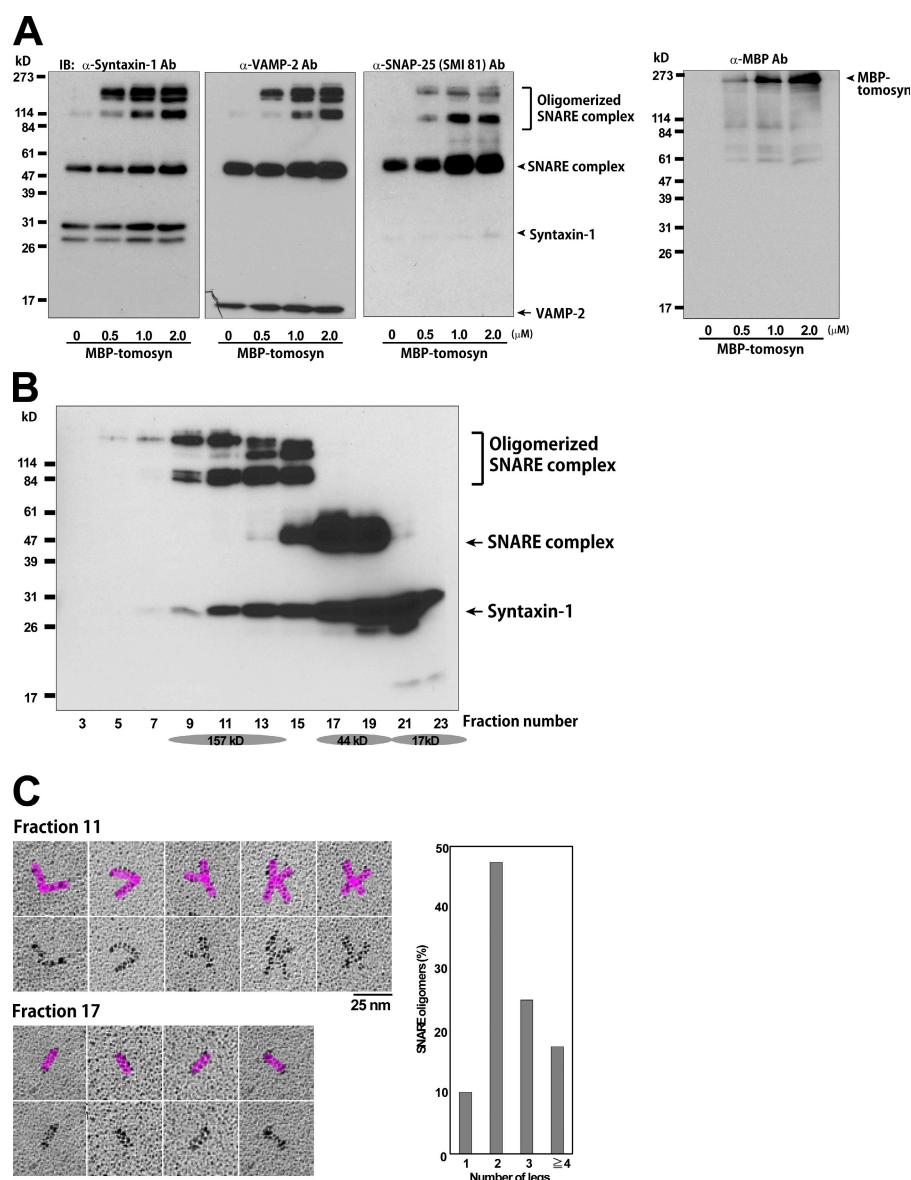 A
kD
IB: α-Syntaxin-1 Ab
α-VAMP-2 Ab
α-SNAP-25 (SMI 81) Ab
273
114
84
61
47
39
31
26
17
Oligomerized
SNARE complex
SNARE complex
Syntaxin-1
VAMP-2
0 0.5 1.0 2.0
MBP-tomosyn
0 0.5 1.0 2.0
MBP-tomosyn
0 0.5 1.0 2.0 (μM)
MBP-tomosyn
kD
α-MBP Ab
273
114
84
61
47
39
31
26
17
MBP-
tomosyn
0 0.5 1.0 2.0 (μM)
MBP-tomosyn
B
kD
114
84
61
47
39
31
26
17
Oligomerized
SNARE complex
SNARE complex
Syntaxin-1
3 5 7 9 11 13 15 17 19 21 23 Fraction number
157 kD 44 kD 17kD
C
Fraction 11
25 nm
Fraction 17
SNARE oligomers (%)
50
40
30
20
10
0
1 2 3 ≧4
Number of legs